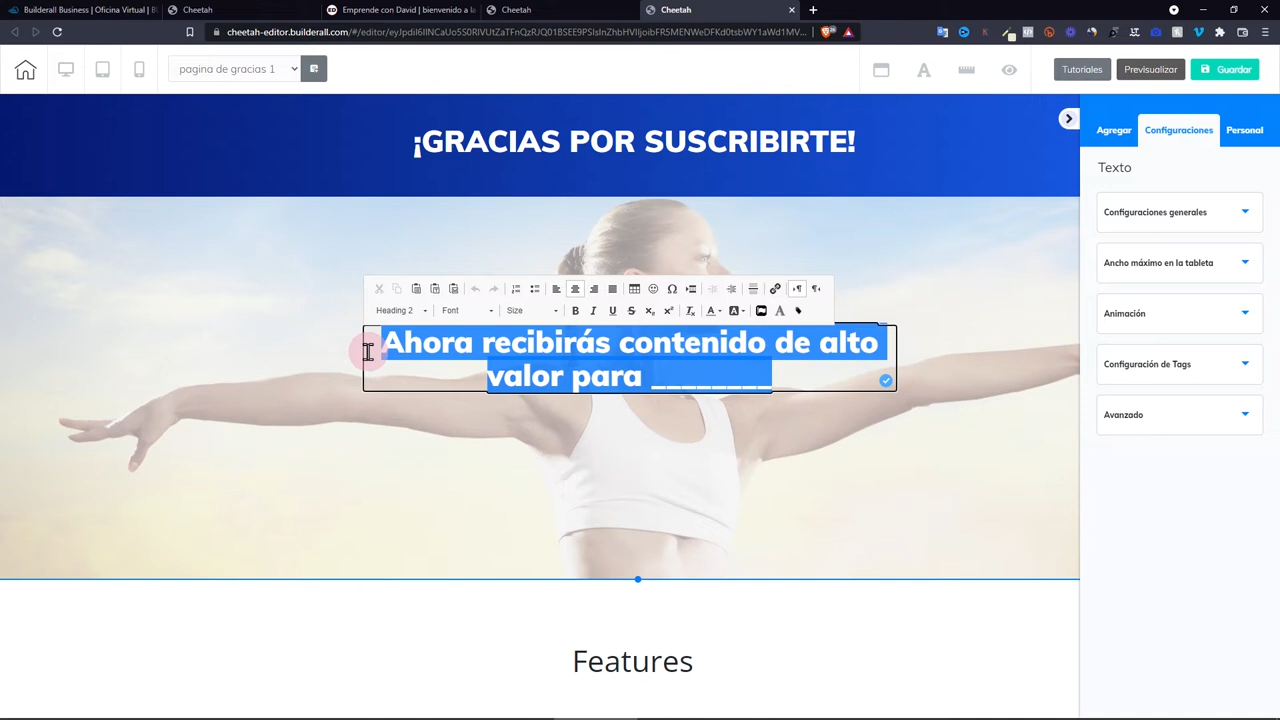 Builderall Business | Oficina Virtual | B
Cheetah
Emprende con David | bienvenido a la
Cheetah
Cheetah
cheetah-editor.builderall.com
pagina de gracias 1
Tutoriales
Previsualizar
Guardar
¡GRACIAS POR SUSCRIBIRTE!
Agregar
Configuraciones
Personal
Texto
Configuraciones generales
Ancho máximo en la tableta
Animación
Configuración de Tags
Avanzado
Heading 2
Font
Size
Ahora recibirás contenido de alto
valor para ________
Features